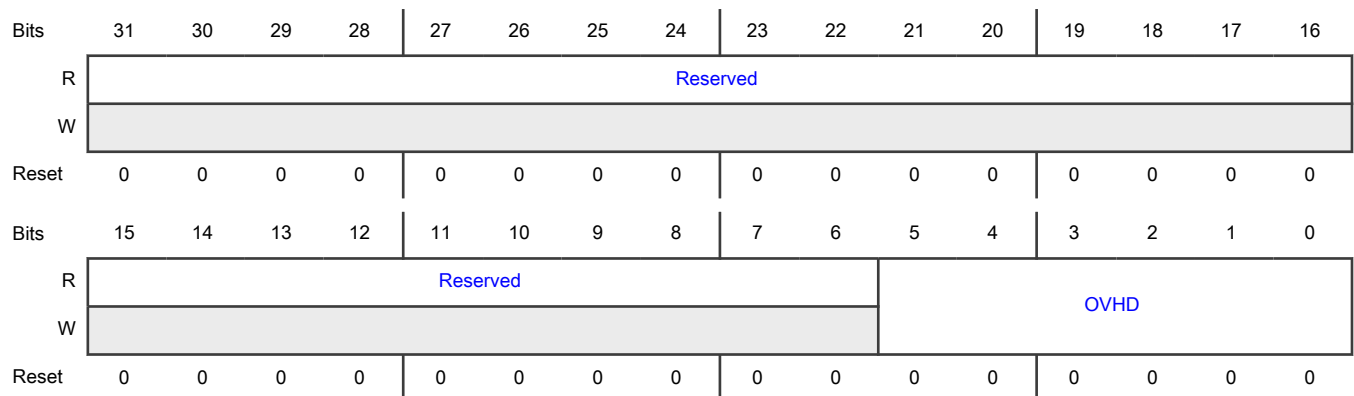 Bits 31 30 29 28 27 26 25 24 23 22 21 20 19 18 17 16
R Reserved
W
Reset 0 0 0 0 0 0 0 0 0 0 0 0 0 0 0 0
Bits 15 14 13 12 11 10 9 8 7 6 5 4 3 2 1 0
R Reserved OVHD
W
Reset 0 0 0 0 0 0 0 0 0 0 0 0 0 0 0 0